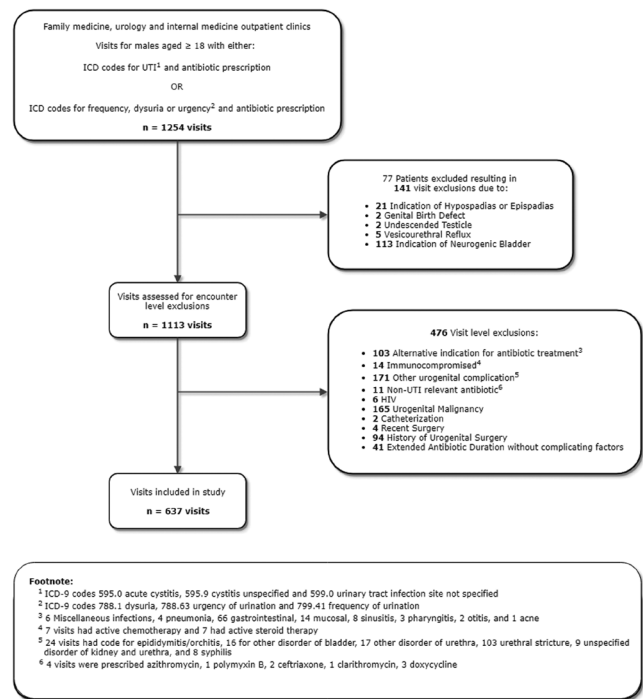 Family medicine, urology and internal medicine outpatient clinics
Visits for males aged ≥ 18 with either:
ICD codes for UTI¹ and antibiotic prescription
OR
ICD codes for frequency, dysuria or urgency² and antibiotic prescription
n = 1254 visits
77 Patients excluded resulting in
141 visit exclusions due to:
• 21 Indication of Hypospadias or Epispadias
• 2 Genital Birth Defect
• 2 Undescended Testicle
• 5 Vesicourethral Reflux
• 113 Indication of Neurogenic Bladder
Visits assessed for encounter
level exclusions
n = 1113 visits
476 Visit level exclusions:
• 103 Alternative indication for antibiotic treatment³
• 14 Immunocompromised⁴
• 171 Other urogenital complication⁵
• 11 Non-UTI relevant antibiotic⁶
• 6 HIV
• 165 Urogenital Malignancy
• 2 Catheterization
• 4 Recent Surgery
• 94 History of Urogenital Surgery
• 41 Extended Antibiotic Duration without complicating factors
Visits included in study
n = 637 visits
Footnote:
¹ ICD-9 codes 595.0 acute cystitis, 595.9 cystitis unspecified and 599.0 urinary tract infection site not specified
² ICD-9 codes 788.1 dysuria, 788.63 urgency of urination and 799.41 frequency of urination
³ 6 Miscellaneous infections, 4 pneumonia, 66 gastrointestinal, 14 mucosal, 8 sinusitis, 3 pharyngitis, 2 otitis, and 1 acne
⁴ 7 visits had active chemotherapy and 7 had active steroid therapy
⁵ 24 visits had code for epididymitis/orchitis, 16 for other disorder of bladder, 17 other disorder of urethra, 103 urethral stricture, 9 unspecified
disorder of kidney and urethra, and 8 syphilis
⁶ 4 visits were prescribed azithromycin, 1 polymyxin B, 2 ceftriaxone, 1 clarithromycin, 3 doxycycline